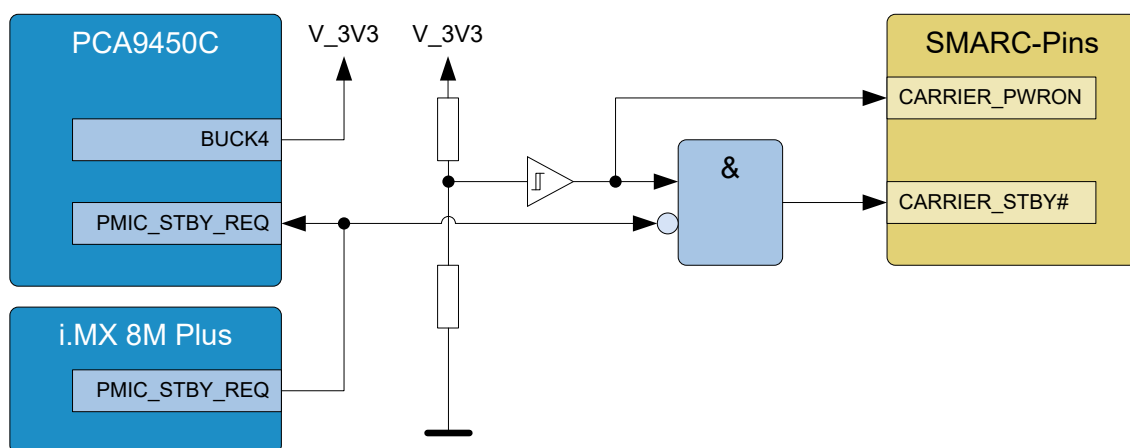 PCA9450C
V_3V3
V_3V3
SMARC-Pins
CARRIER_PWRON
BUCK4
&
CARRIER_STBY#
PMIC_STBY_REQ
i.MX 8M Plus
PMIC_STBY_REQ